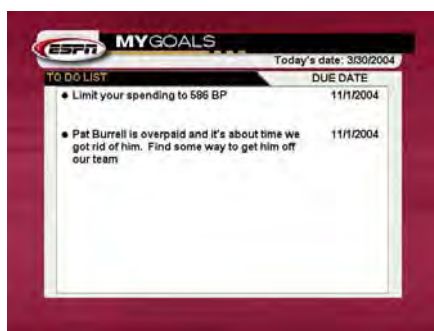 ESPN
MYGOALS
Today's date: 3/30/2004
TO DO LIST
DUE DATE
• Limit your spending to 586 BP
11/1/2004
• Pat Burrell is overpaid and it's about time we
11/1/2004
got rid of him. Find some way to get him off
our team